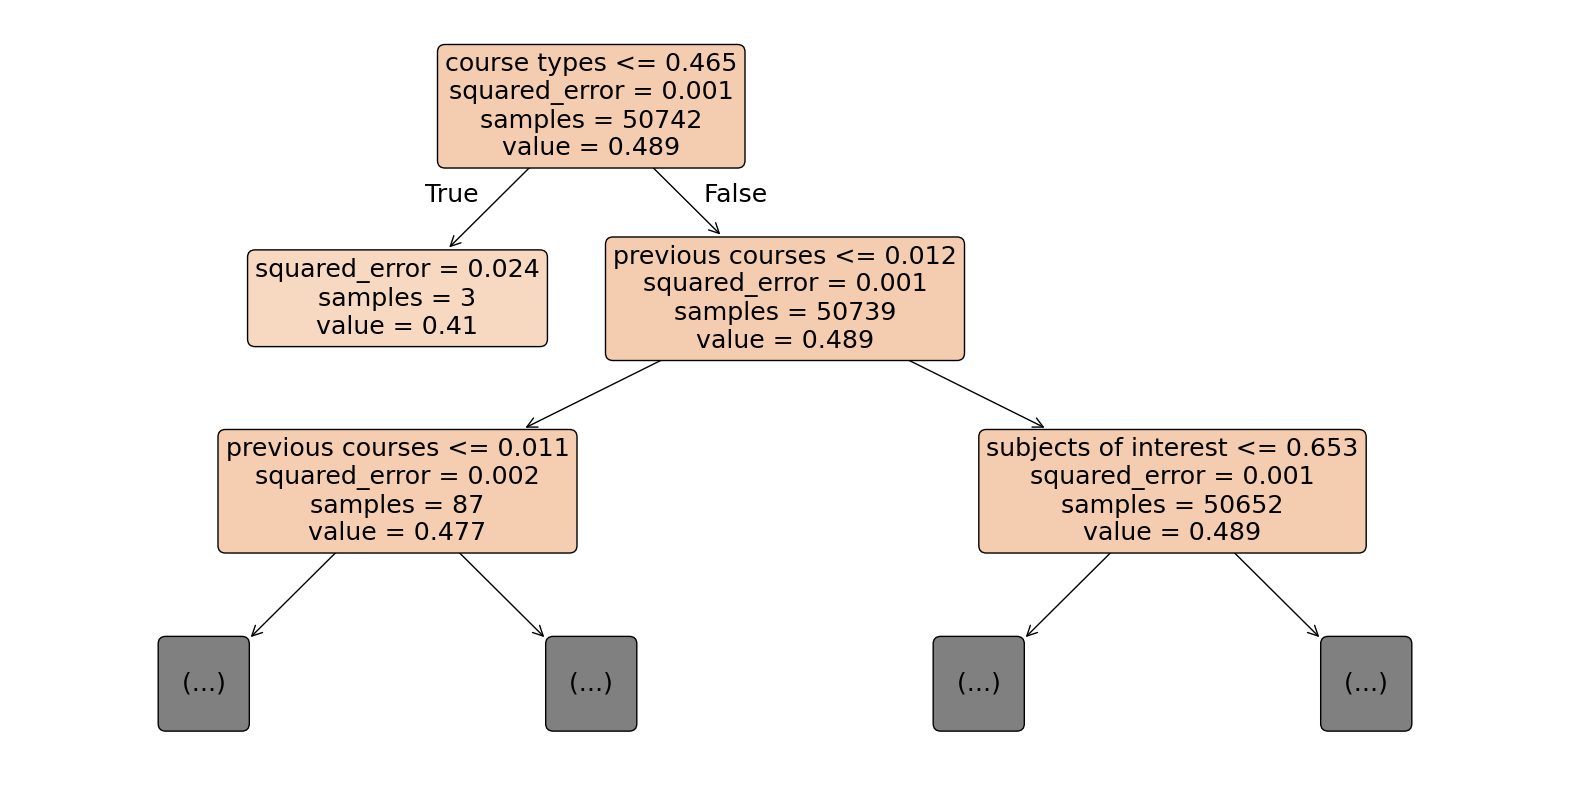 course types <= 0.465
squared_error = 0.001
samples = 50742
value = 0.489
True
False
squared_error = 0.024
samples = 3
value = 0.41
previous courses <= 0.012
squared_error = 0.001
samples = 50739
value = 0.489
previous courses <= 0.011
squared_error = 0.002
samples = 87
value = 0.477
subjects of interest <= 0.653
squared_error = 0.001
samples = 50652
value = 0.489
(...)
(...)
(...)
(...)